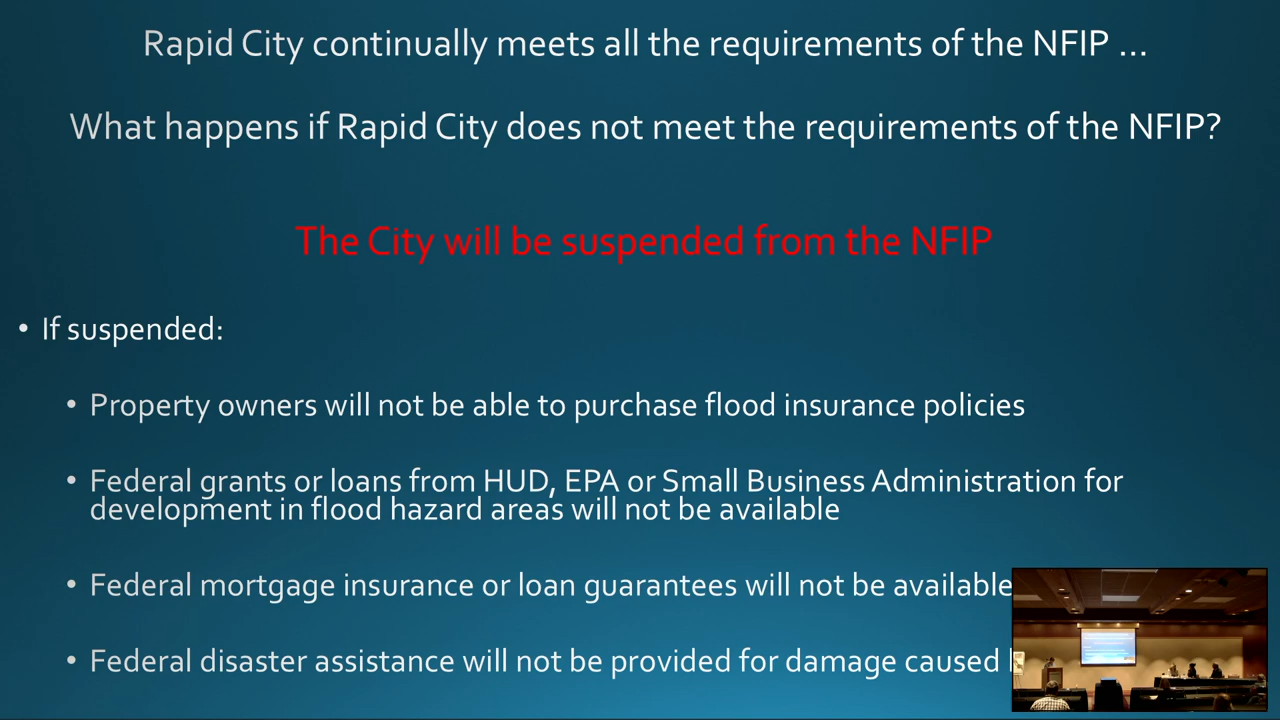 Rapid City continually meets all the requirements of the NFIP ...
What happens if Rapid City does not meet the requirements of the NFIP?
The City will be suspended from the NFIP
• If suspended:
• Property owners will not be able to purchase flood insurance policies
• Federal grants or loans from HUD, EPA or Small Business Administration for
development in flood hazard areas will not be available
• Federal mortgage insurance or loan guarantees will not be available
• Federal disaster assistance will not be provided for damage caused